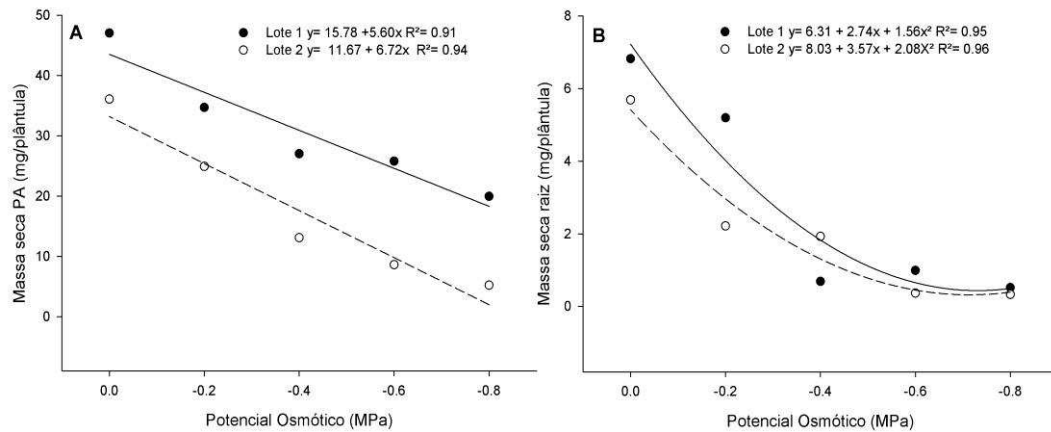 A
Lote 1 y= 15.78 +5.60x R²= 0.91
Lote 2 y= 11.67 + 6.72x R²= 0.94
Massa seca PA (mg/plântula)
50
40
30
20
10
0
0.0 -0.2 -0.4 -0.6 -0.8
Potencial Osmótico (MPa)
B
Lote 1 y= 6.31 + 2.74x + 1.56x² R²= 0.95
Lote 2 y= 8.03 + 3.57x + 2.08X² R²= 0.96
Massa seca raiz (mg/plântula)
8
6
4
2
0
0.0 -0.2 -0.4 -0.6 -0.8
Potencial Osmótico (MPa)